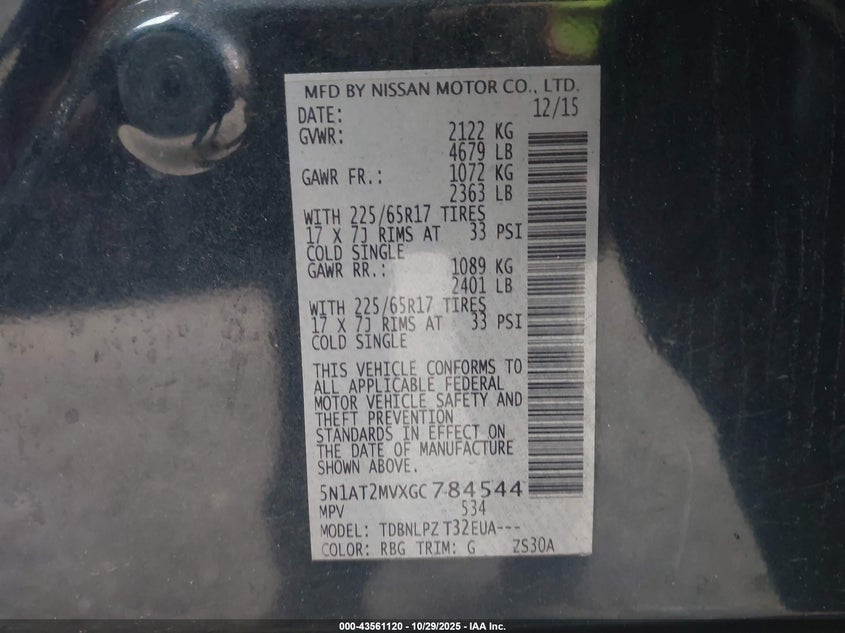 MFD BY NISSAN MOTOR CO., LTD.
DATE: 12/15
GVWR: 2122 KG
4679 LB
GAWR FR.: 1072 KG
2363 LB
WITH 225/65R17 TIRES
17 X 7J RIMS AT 33 PSI
COLD SINGLE
GAWR RR.: 1089 KG
2401 LB
WITH 225/65R17 TIRES
17 X 7J RIMS AT 33 PSI
COLD SINGLE
THIS VEHICLE CONFORMS TO
ALL APPLICABLE FEDERAL
MOTOR VEHICLE SAFETY AND
THEFT PREVENTION
STANDARDS IN EFFECT ON
THE DATE OF MANUFACTURE
SHOWN ABOVE.
5N1AT2MVXGC784544
MPV 534
MODEL: TDBNLPZ T32EUA---
COLOR: RBG TRIM: G ZS30A
000-43561120 - 10/29/2025 - IAA Inc.